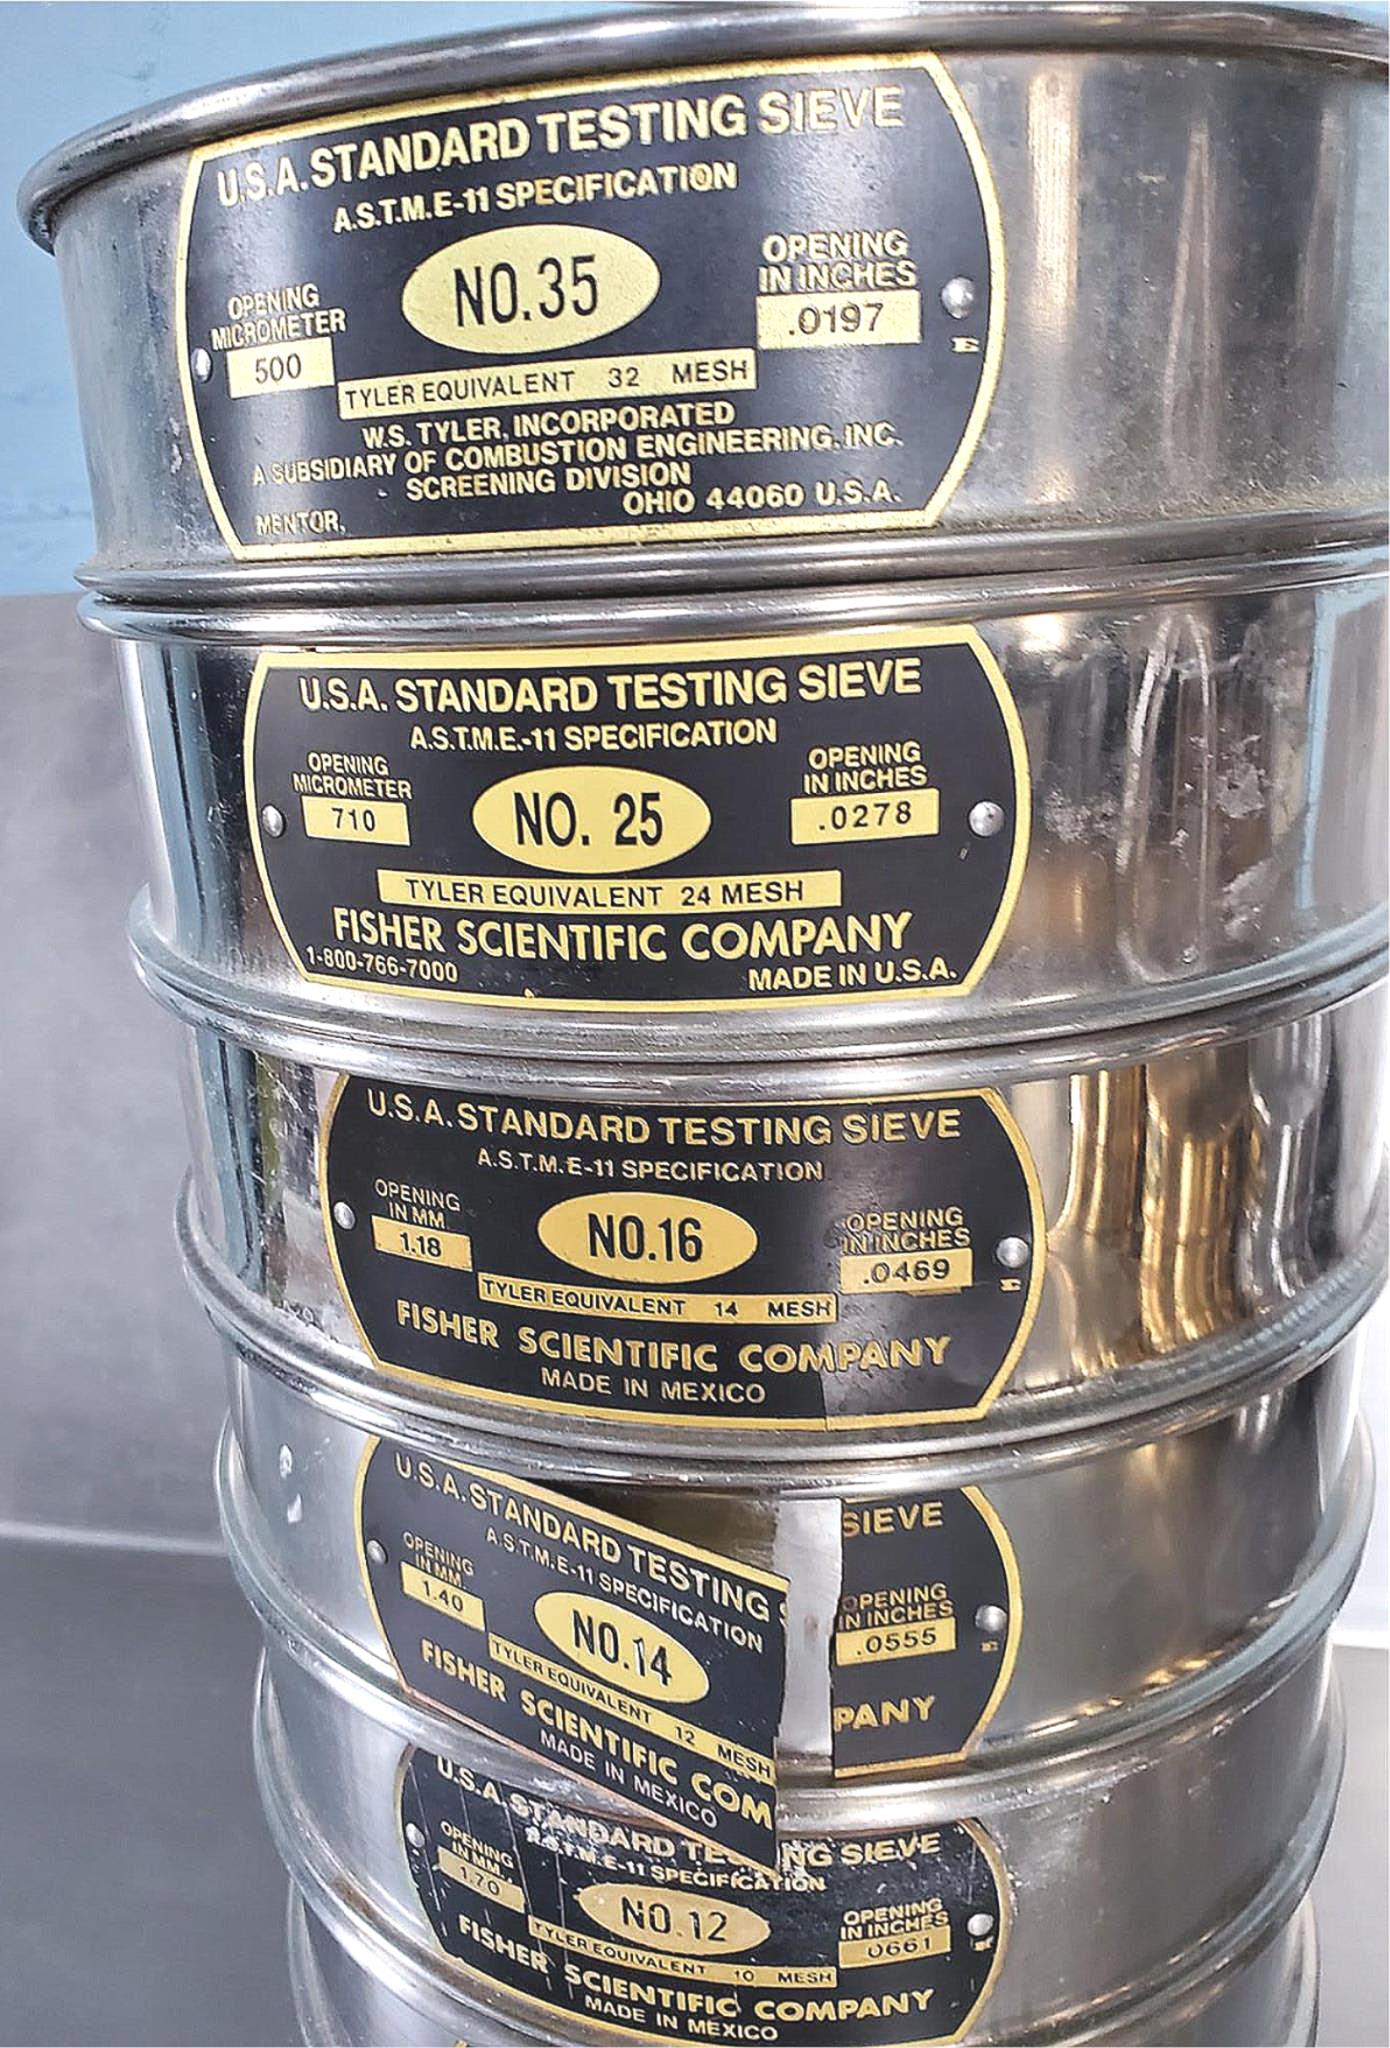 U.S.A. STANDARD TESTING SIEVE
A.S.T.M.E-11 SPECIFICATION
OPENING
MICROMETER
500
NO.35
OPENING
IN INCHES
.0197
TYLER EQUIVALENT 32 MESH
W.S. TYLER, INCORPORATED
A SUBSIDIARY OF COMBUSTION ENGINEERING, INC.
SCREENING DIVISION
MENTOR, OHIO 44060 U.S.A.
U.S.A. STANDARD TESTING SIEVE
A.S.T.M.E.-11 SPECIFICATION
OPENING
MICROMETER
710
NO. 25
OPENING
IN INCHES
.0278
TYLER EQUIVALENT 24 MESH
FISHER SCIENTIFIC COMPANY
1-800-766-7000 MADE IN U.S.A.
U.S.A. STANDARD TESTING SIEVE
A.S.T.M.E-11 SPECIFICATION
OPENING
IN MM
1.18
NO.16
OPENING
IN INCHES
.0469
TYLER EQUIVALENT 14 MESH
FISHER SCIENTIFIC COMPANY
MADE IN MEXICO
U.S.A. STANDARD TESTING SIEVE
A.S.T.M.E-11 SPECIFICATION
OPENING
IN MM
1.40
NO.14
OPENING
IN INCHES
.0555
TYLER EQUIVALENT 12 MESH
FISHER SCIENTIFIC COM PANY
MADE IN MEXICO
U.S.A. STANDARD TE NG SIEVE
A.S.T.M.E-11 SPECIFICATION
OPENING
IN MM
1.70
NO.12
OPENING
IN INCHES
.0661
TYLER EQUIVALENT 10 MESH
FISHER SCIENTIFIC COMPANY
MADE IN MEXICO